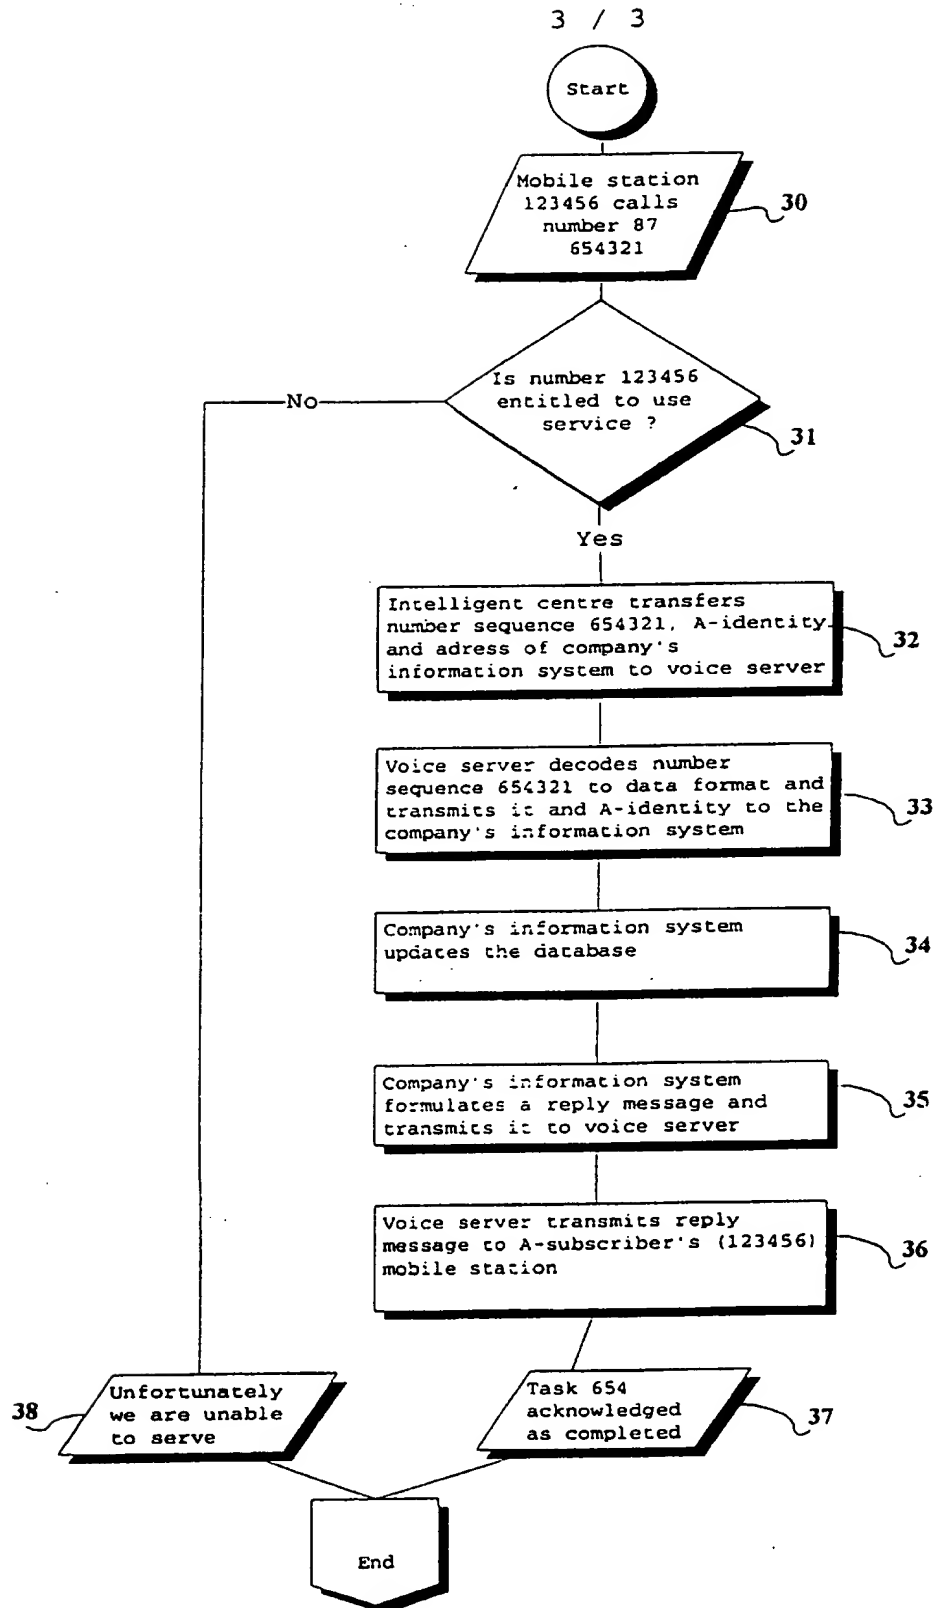 3 / 3
Start
Mobile station
123456 calls
number 87
654321
30
Is number 123456
entitled to use
service ?
31
No
Yes
Intelligent centre transfers
number sequence 654321, A-identity
and adress of company's
information system to voice server
32
Voice server decodes number
sequence 654321 to data format and
transmits it and A-identity to the
company's information system
33
Company's information system
updates the database
34
Company's information system
formulates a reply message and
transmits it to voice server
35
Voice server transmits reply
message to A-subscriber's (123456)
mobile station
36
38
Unfortunately
we are unable
to serve
Task 654
acknowledged
as completed
37
End